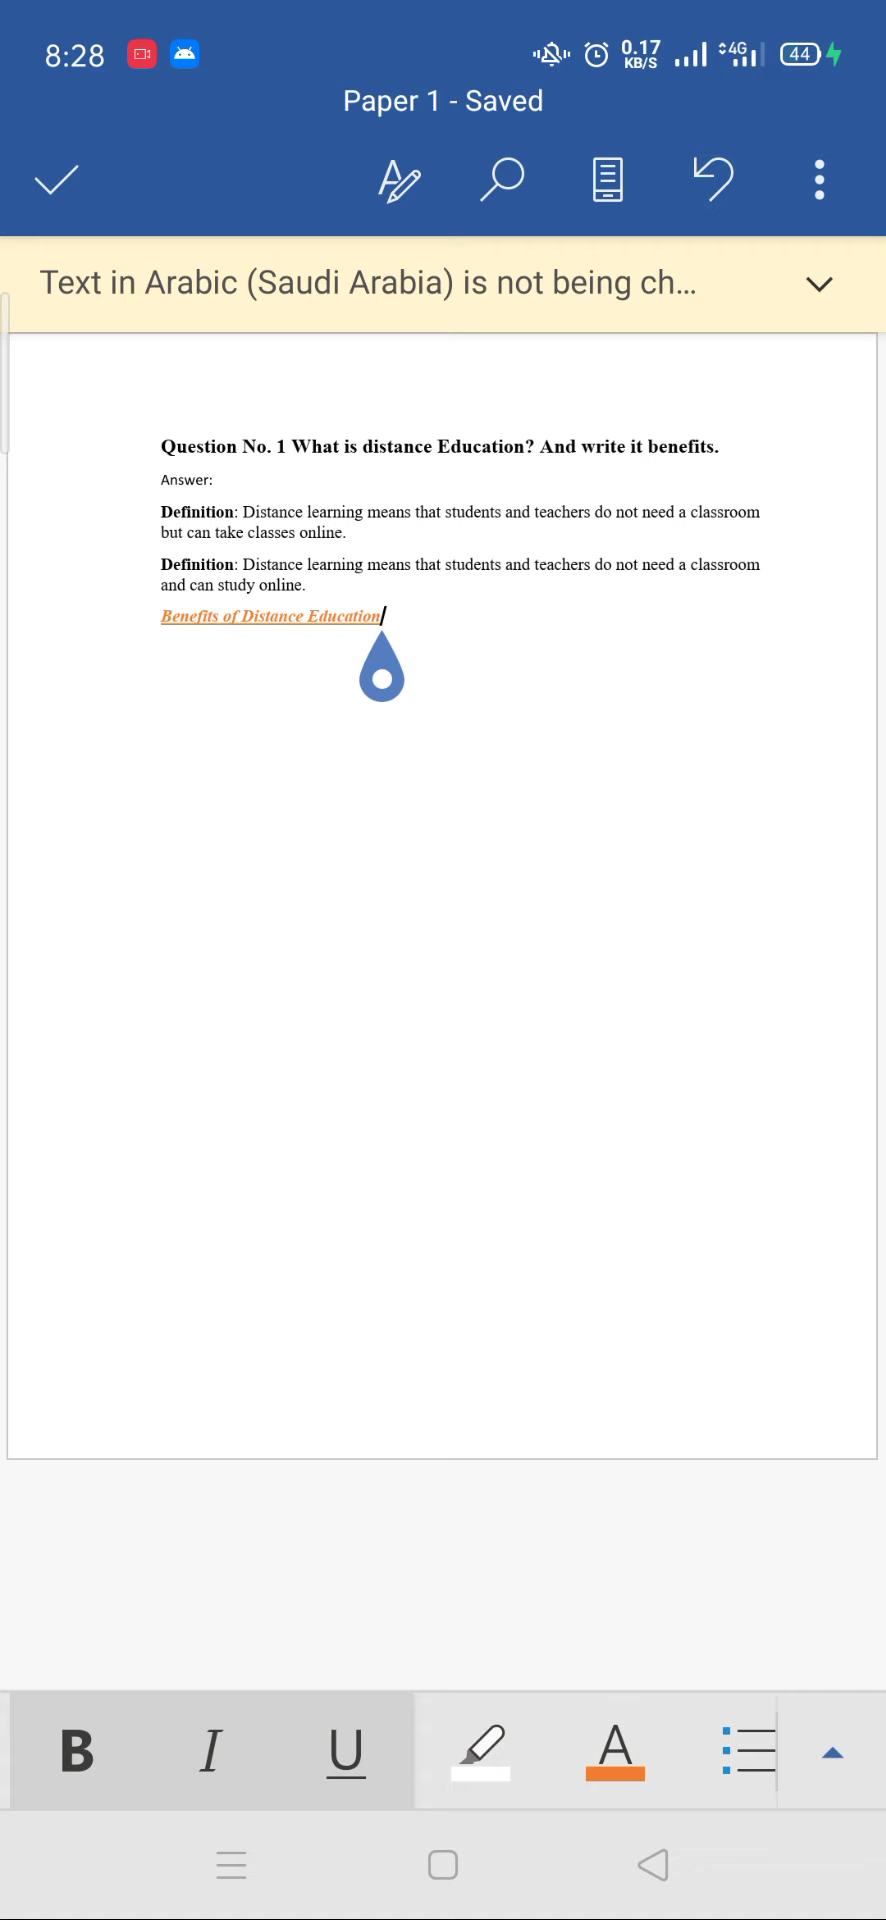 8:28
0.17
KB/S
4G
44
Paper 1 - Saved
Text in Arabic (Saudi Arabia) is not being ch...
Question No. 1 What is distance Education? And write it benefits.
Answer:
Definition: Distance learning means that students and teachers do not need a classroom
but can take classes online.
Definition: Distance learning means that students and teachers do not need a classroom
and can study online.
Benefits of Distance Education
B I U A